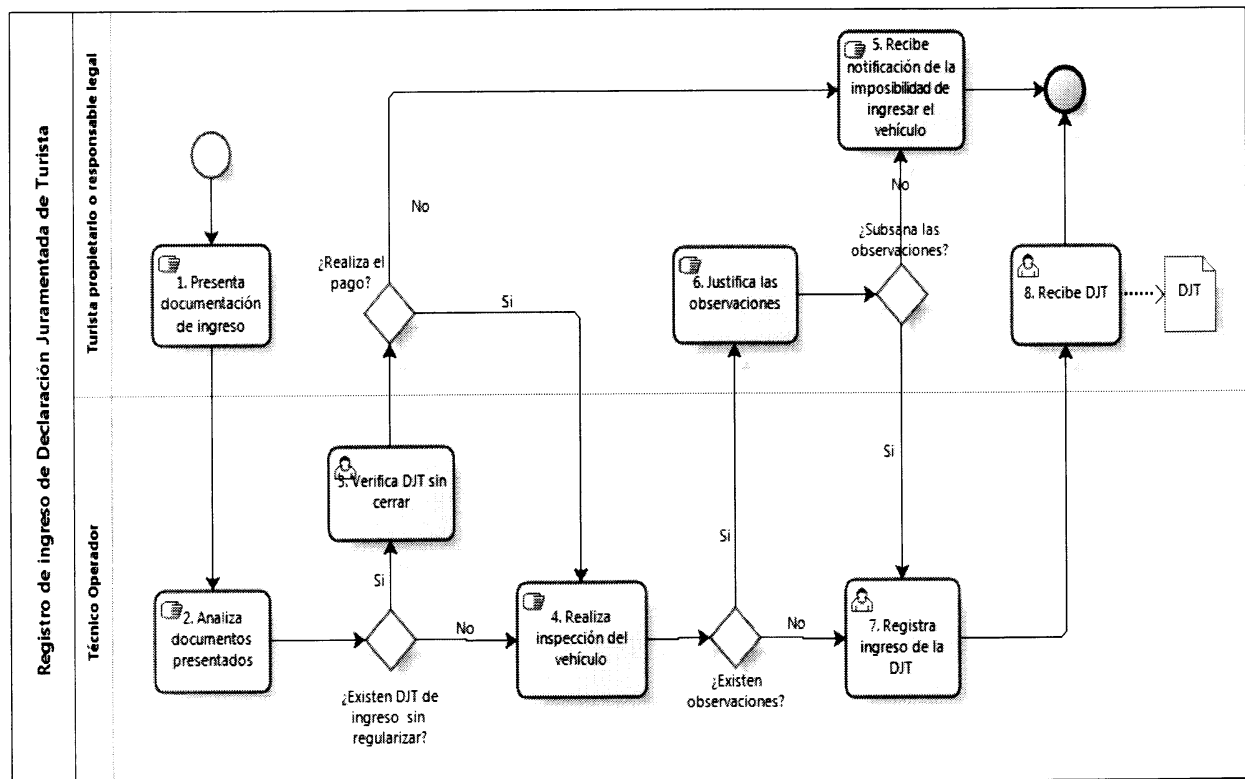 Registro de ingreso de Declaración Juramentada de Turista
Turista propietario o responsable legal
Técnico Operador
1. Presenta
documentación
de ingreso
2. Analiza
documentos
presentados
¿Existen DJT de
ingreso sin
regularizar?
Si
No
3. Verifica DJT sin
cerrar
¿Realiza el
pago?
No
Si
4. Realiza
inspección del
vehículo
¿Existen
observaciones?
Si
No
5. Recibe
notificación de la
imposibilidad de
ingresar el
vehículo
6. Justifica las
observaciones
¿Subsana las
observaciones?
No
Si
7. Registra
ingreso de la
DJT
8. Recibe DJT
DJT